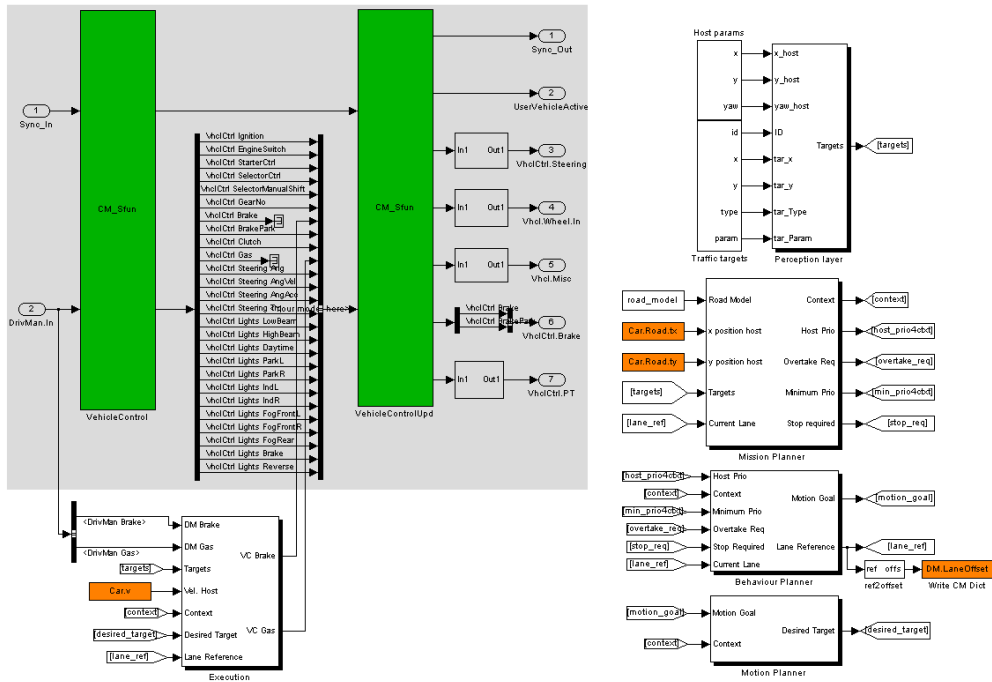 1
Sync_In
2
DrivMan.In
CM_Sfun
VehicleControl
VhclCtrl Ignition
VhclCtrl EngineSwitch
VhclCtrl StarterCtrl
VhclCtrl SelectorCtrl
VhclCtrl SelectorManualShift
VhclCtrl GearNo
VhclCtrl Brake
VhclCtrl BrakePark
VhclCtrl Clutch
VhclCtrl Gas
VhclCtrl Steering Ang
VhclCtrl Steering AngVel
VhclCtrl Steering AngAcc
VhclCtrl Steering
VhclCtrl Lights LowBeam
VhclCtrl Lights HighBeam
VhclCtrl Lights Daytime
VhclCtrl Lights ParkL
VhclCtrl Lights ParkR
VhclCtrl Lights IndL
VhclCtrl Lights IndR
VhclCtrl Lights FogFrontL
VhclCtrl Lights FogFrontR
VhclCtrl Lights FogRear
VhclCtrl Lights Brake
VhclCtrl Lights Reverse
model here>
CM_Sfun
VehicleControlUpd
1
Sync_Out
2
UserVehicleActive
In1 Out1
3
VhclCtrl.Steering
In1 Out1
4
Vhcl.Wheel.In
In1 Out1
5
Vhcl.Misc
VhclCtrl Brake
VhclCtrl BrakePark
6
VhclCtrl.Brake
In1 Out1
7
VhclCtrl.PT
<DrivMan Brake>
<DrivMan Gas>
[targets]
Car.v
[context]
[desired_target]
[lane_ref]
DM Brake
DM Gas
Targets
Vel. Host
Context
Desired Target
Lane Reference
VC Brake
VC Gas
Execution
Host params
x
y
yaw
id
x
y
type
param
Traffic targets
x_host
y_host
yaw_host
ID
tar_x
tar_y
tar_Type
tar_Param
Targets
Perception layer
[targets]
road_model
Car.Road.tx
Car.Road.ty
[targets]
[lane_ref]
Road Model
x position host
y position host
Targets
Current Lane
Context
Host Prio
Overtake Req
Minimum Prio
Stop required
Mission Planner
[context]
[host_prio4cbxt]
[overtake_req]
[min_prio4cbxt]
[stop_req]
[host_prio4cbxt]
[context]
[min_prio4cbxt]
[overtake_req]
[stop_req]
[lane_ref]
Host Prio
Context
Minimum Prio
Overtake Req
Stop Required
Current Lane
Motion Goal
Lane Reference
Behaviour Planner
[motion_goal]
[lane_ref]
ref offs
ref2offset
DM.LaneOffset
Write CM Dict
[motion_goal]
[context]
Motion Goal
Context
Desired Target
Motion Planner
[desired_target]